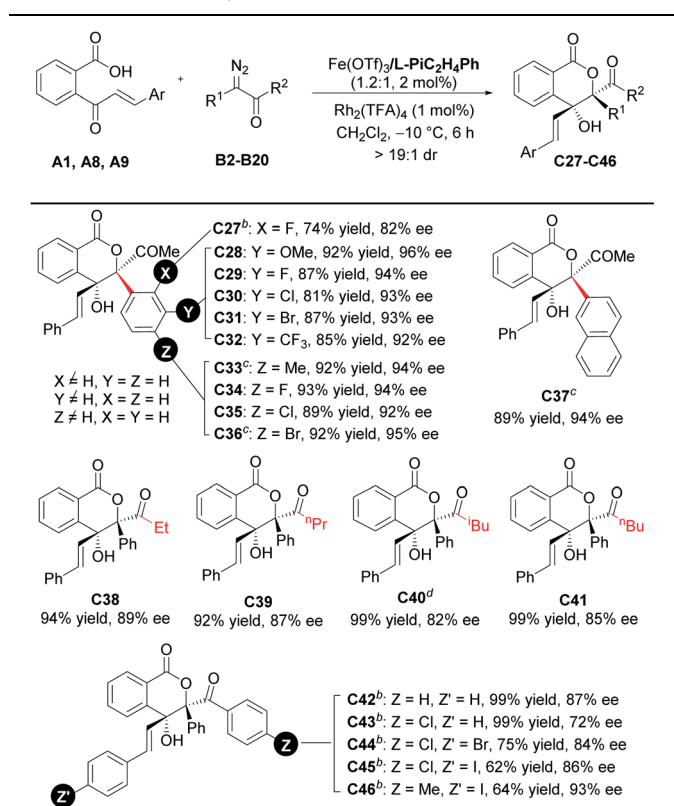 O
OH
O
Ar
A1, A8, A9
+
N2
R1
R2
O
B2-B20
Fe(OTf)3/L-PiC2H4Ph
(1.2:1, 2 mol%)
Rh2(TFA)4 (1 mol%)
CH2Cl2, −10 °C, 6 h
> 19:1 dr
O
O
O
R2
R1
OH
Ar
C27-C46
O
O
COMe
OH
Ph
X
Y
Z
X ≠ H, Y = Z = H
Y ≠ H, X = Z = H
Z ≠ H, X = Y = H
C27b: X = F, 74% yield, 82% ee
C28: Y = OMe, 92% yield, 96% ee
C29: Y = F, 87% yield, 94% ee
C30: Y = Cl, 81% yield, 93% ee
C31: Y = Br, 87% yield, 93% ee
C32: Y = CF3, 85% yield, 92% ee
C33c: Z = Me, 92% yield, 94% ee
C34: Z = F, 93% yield, 94% ee
C35: Z = Cl, 89% yield, 92% ee
C36c: Z = Br, 92% yield, 95% ee
O
O
COMe
OH
Ph
C37c
89% yield, 94% ee
O
O
O
Et
Ph
OH
Ph
C38
94% yield, 89% ee
O
O
O
nPr
Ph
OH
Ph
C39
92% yield, 87% ee
O
O
O
iBu
Ph
OH
Ph
C40d
99% yield, 82% ee
O
O
O
nBu
Ph
OH
Ph
C41
99% yield, 85% ee
O
O
O
Ph
OH
Z
Z'
C42b: Z = H, Z' = H, 99% yield, 87% ee
C43b: Z = Cl, Z' = H, 99% yield, 72% ee
C44b: Z = Cl, Z' = Br, 75% yield, 84% ee
C45b: Z = Cl, Z' = I, 62% yield, 86% ee
C46b: Z = Me, Z' = I, 64% yield, 93% ee